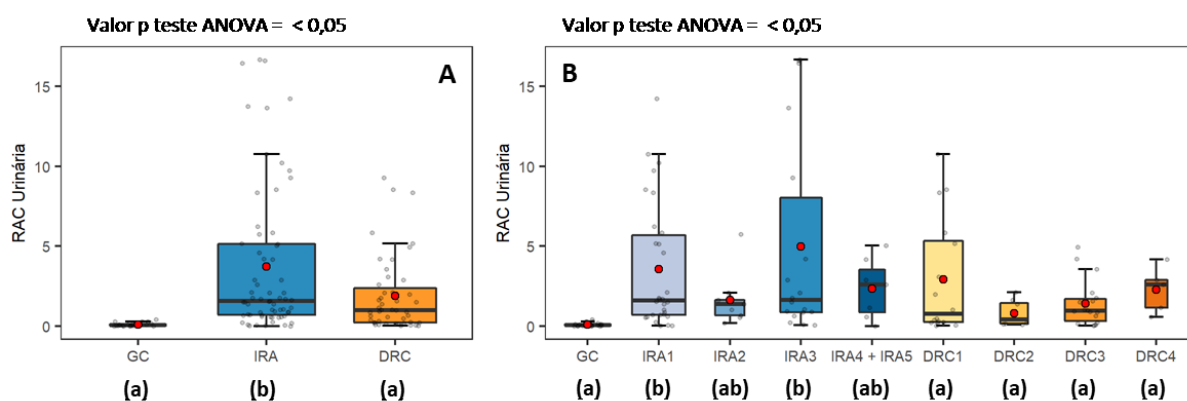 Valor p teste ANOVA = < 0,05
A
RAC Urinária
15
10
5
0
GC IRA DRC
(a) (b) (a)
Valor p teste ANOVA = < 0,05
B
RAC Urinária
15
10
5
0
GC IRA1 IRA2 IRA3 IRA4 + IRA5 DRC1 DRC2 DRC3 DRC4
(a) (b) (ab) (b) (ab) (a) (a) (a) (a)